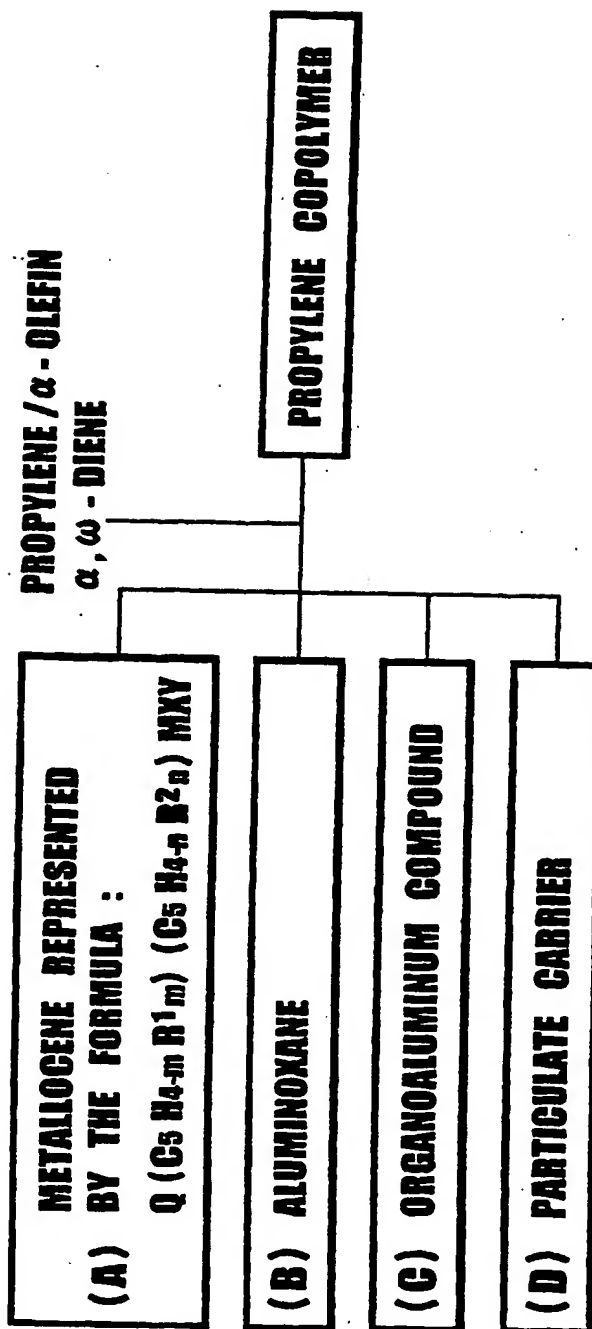 METALLOCENE REPRESENTED
(A) BY THE FORMULA :
Q (C5 H4-m R1m) (C5 H4-n R2n) MXY
(B) ALUMINOXANE
(C) ORGANOALUMINUM COMPOUND
(D) PARTICULATE CARRIER
PROPYLENE / α - OLEFIN
α , ω - DIENE
PROPYLENE COPOLYMER